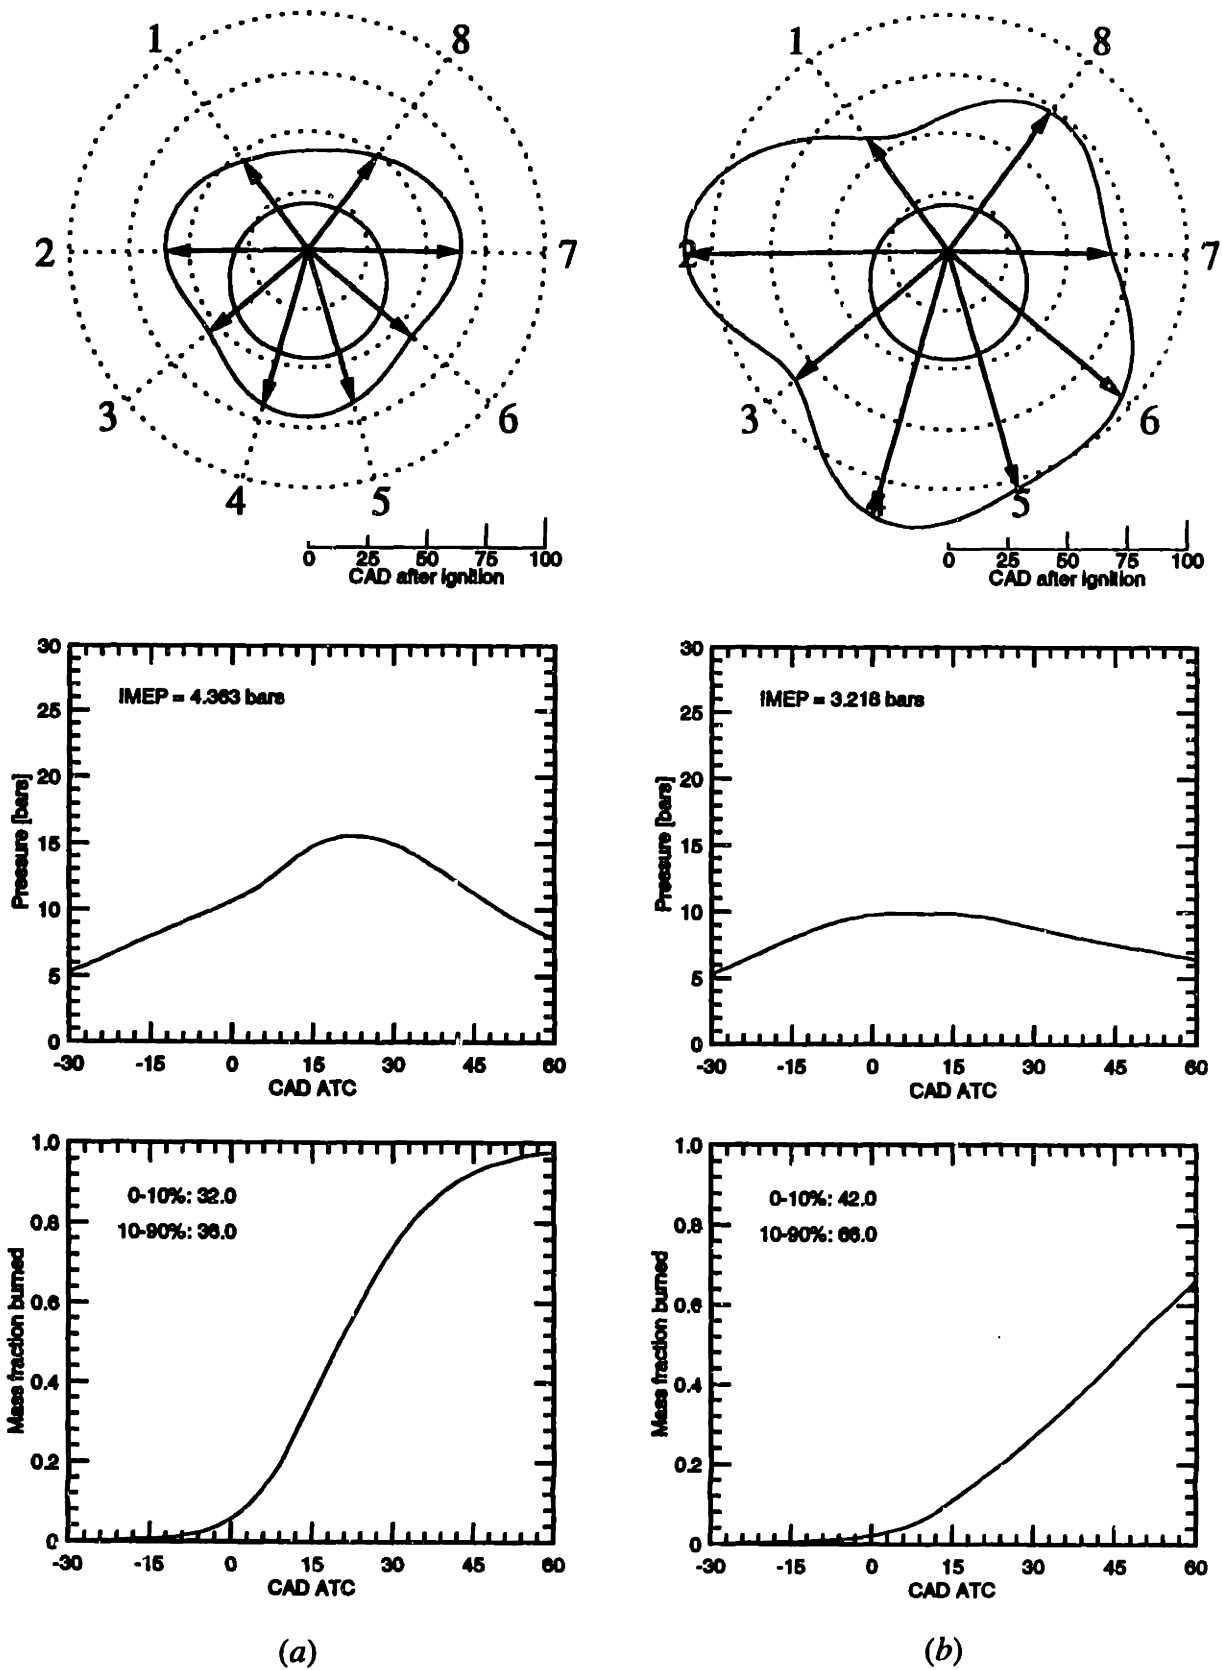 1 8
2 7
3 6
4 5
0 25 50 75 100
CAD after ignition
1 8
2 7
3 6
4 5
0 25 50 75 100
CAD after ignition
30
25
20
15
10
5
0
Pressure [bars]
IMEP = 4.363 bars
-30 -15 0 15 30 45 60
CAD ATC
30
25
20
15
10
5
0
Pressure [bars]
IMEP = 3.218 bars
-30 -15 0 15 30 45 60
CAD ATC
1.0
0.8
0.6
0.4
0.2
0
Mass fraction burned
0-10%: 32.0
10-90%: 36.0
-30 -15 0 15 30 45 60
CAD ATC
1.0
0.8
0.6
0.4
0.2
0
Mass fraction burned
0-10%: 42.0
10-90%: 66.0
-30 -15 0 15 30 45 60
CAD ATC
(a)
(b)